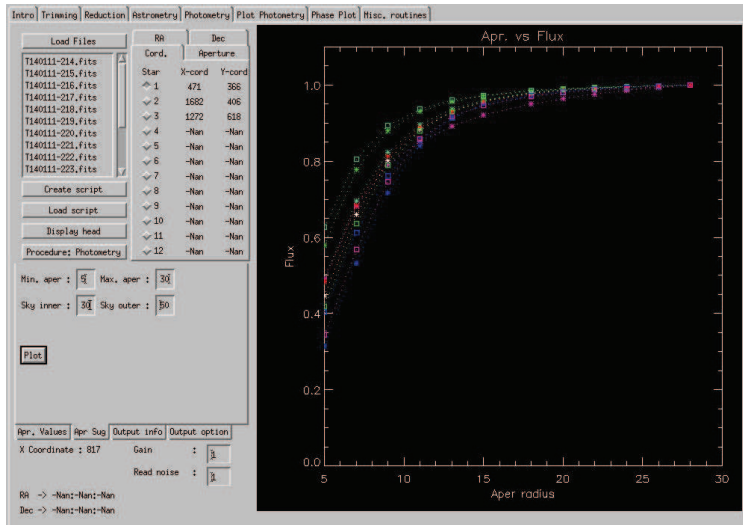 Intro Trimming Reduction Astrometry Photometry Plot Photometry Phase Plot Misc. routines
Load Files
T140111-214.fits
T140111-215.fits
T140111-216.fits
T140111-217.fits
T140111-218.fits
T140111-219.fits
T140111-220.fits
T140111-221.fits
T140111-222.fits
T140111-223.fits
Create script
Load script
Display head
Procedure: Photometry
RA Dec
Cord. Aperture
Star X-cord Y-cord
1 471 366
2 1682 406
3 1272 618
4 -Nan -Nan
5 -Nan -Nan
6 -Nan -Nan
7 -Nan -Nan
8 -Nan -Nan
9 -Nan -Nan
10 -Nan -Nan
11 -Nan -Nan
12 -Nan -Nan
Min. aper : 5 Max. aper : 30
Sky inner : 30 Sky outer : 50
Plot
Apr. Values Apr Sug Output info Output option
X Coordinate : 817 Gain :
Read noise :
RA -> -Nan:-Nan:-Nan
Dec -> -Nan:-Nan:-Nan
Apr. vs Flux
Flux
1.0
0.8
0.6
0.4
0.2
0.0
5 10 15 20 25 30
Aper radius